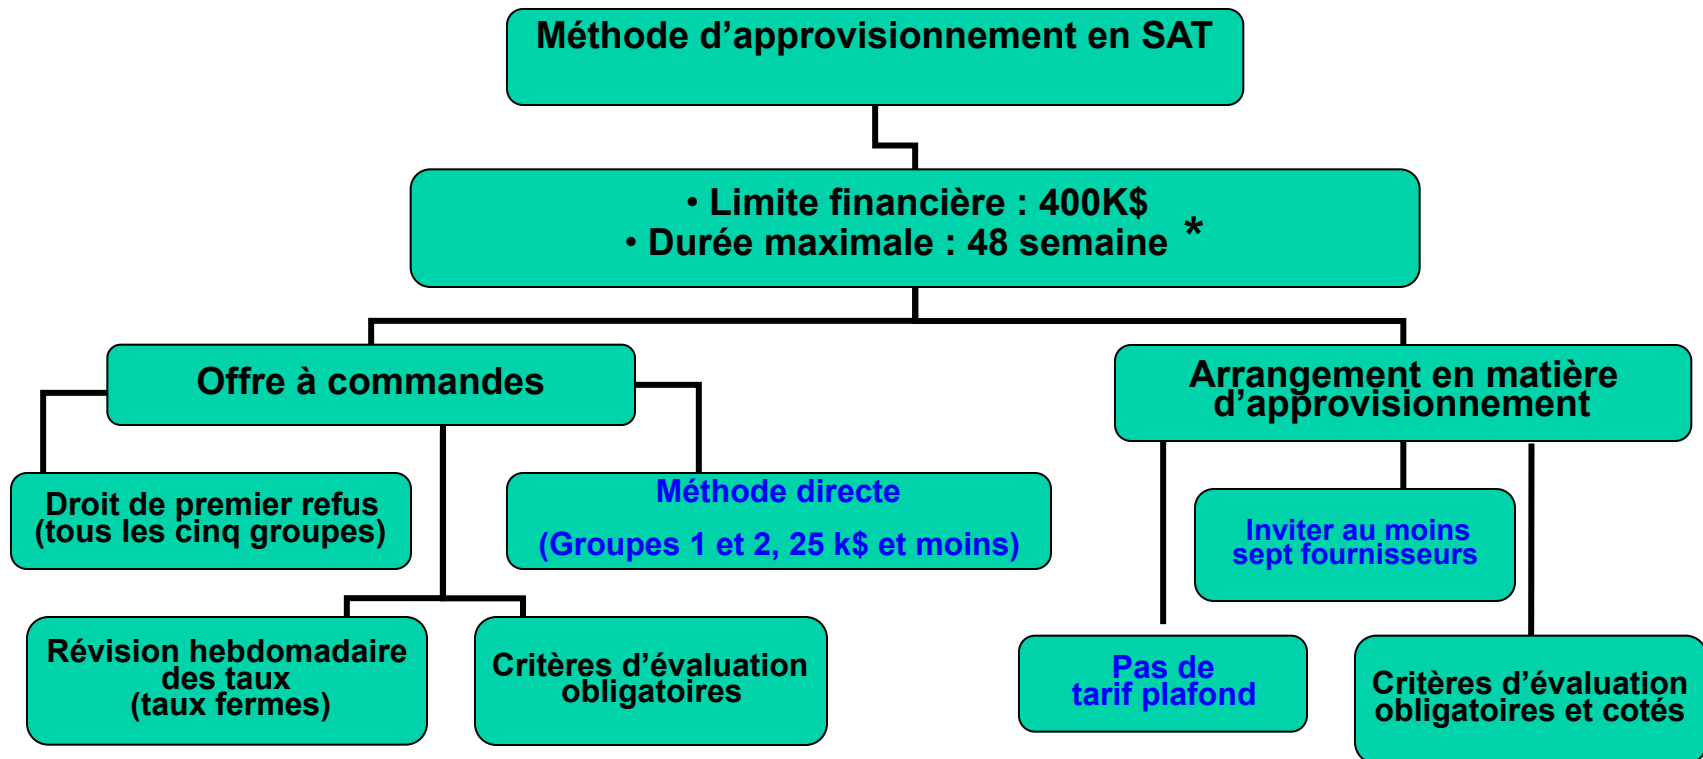 Méthode d’approvisionnement en SAT
• Limite financière : 400K$
• Durée maximale : 48 semaine *
Offre à commandes
Arrangement en matière
d’approvisionnement
Droit de premier refus
(tous les cinq groupes)
Méthode directe
(Groupes 1 et 2, 25 k$ et moins)
Inviter au moins
sept fournisseurs
Révision hebdomadaire
des taux
(taux fermes)
Critères d’évaluation
obligatoires
Pas de
tarif plafond
Critères d’évaluation
obligatoires et cotés